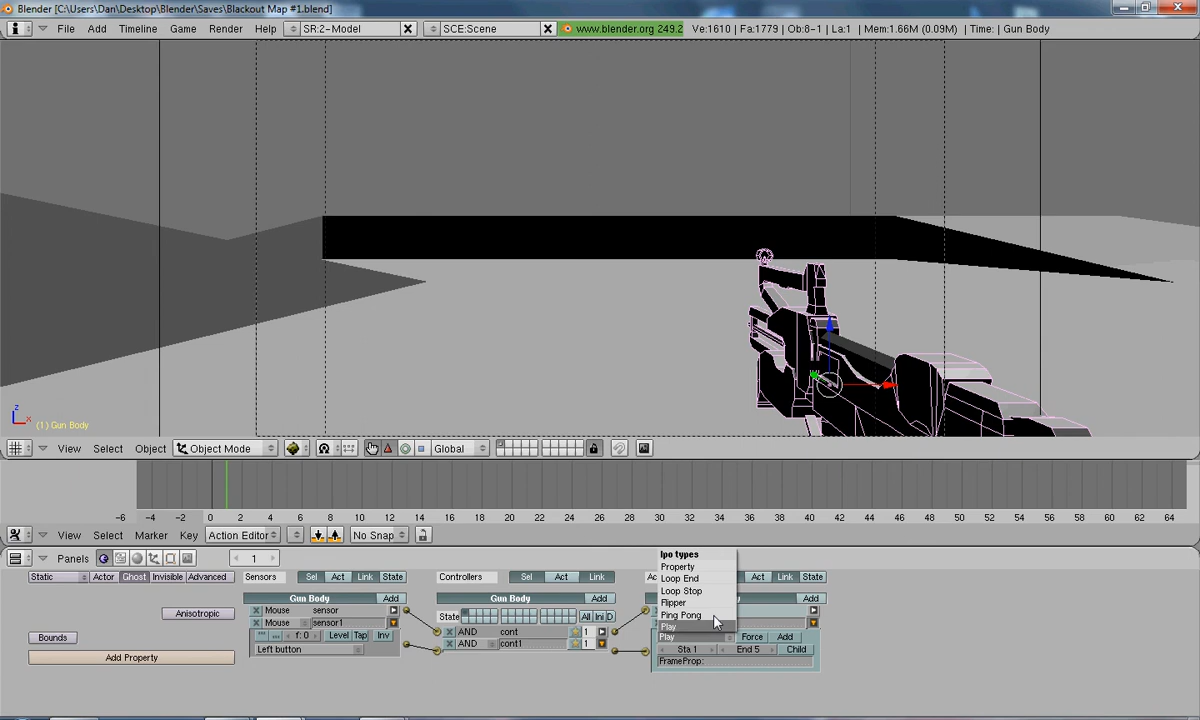 Blender [C:\Users\Dan\Desktop\Blender\Saves\Blackout Map #1.blend]
File Add Timeline Game Render Help SR:2-Model SCE:Scene www.blender.org 249.2 Ve:1610 | Fa:1779 | Ob:8-1 | La:1 | Mem:1.66M (0.09M) | Time: | Gun Body
z
x
(1) Gun Body
View Select Object Object Mode Global
-6 -4 -2 0 2 4 6 8 10 12 14 16 18 20 22 24 26 28 30 32 34 36 38 40 42 44 46 48 50 52 54 56 58 60 62 64
View Select Marker Key Action Editor No Snap
Panels 1
Ipo types
Property
Loop End
Loop Stop
Flipper
Ping Pong
Play
Static Actor Ghost Invisible Advanced
Anisotropic
Bounds
Add Property
Sensors Sel Act Link State
Gun Body Add
Mouse sensor
Mouse sensor1
f: 0 Level Tap Inv
Left button
Controllers Sel Act Link
Gun Body Add
State All Ini D
AND cont 1
AND cont1 1
Act Link State
Add
Play Force Add
Sta 1 End 5 Child
FrameProp: